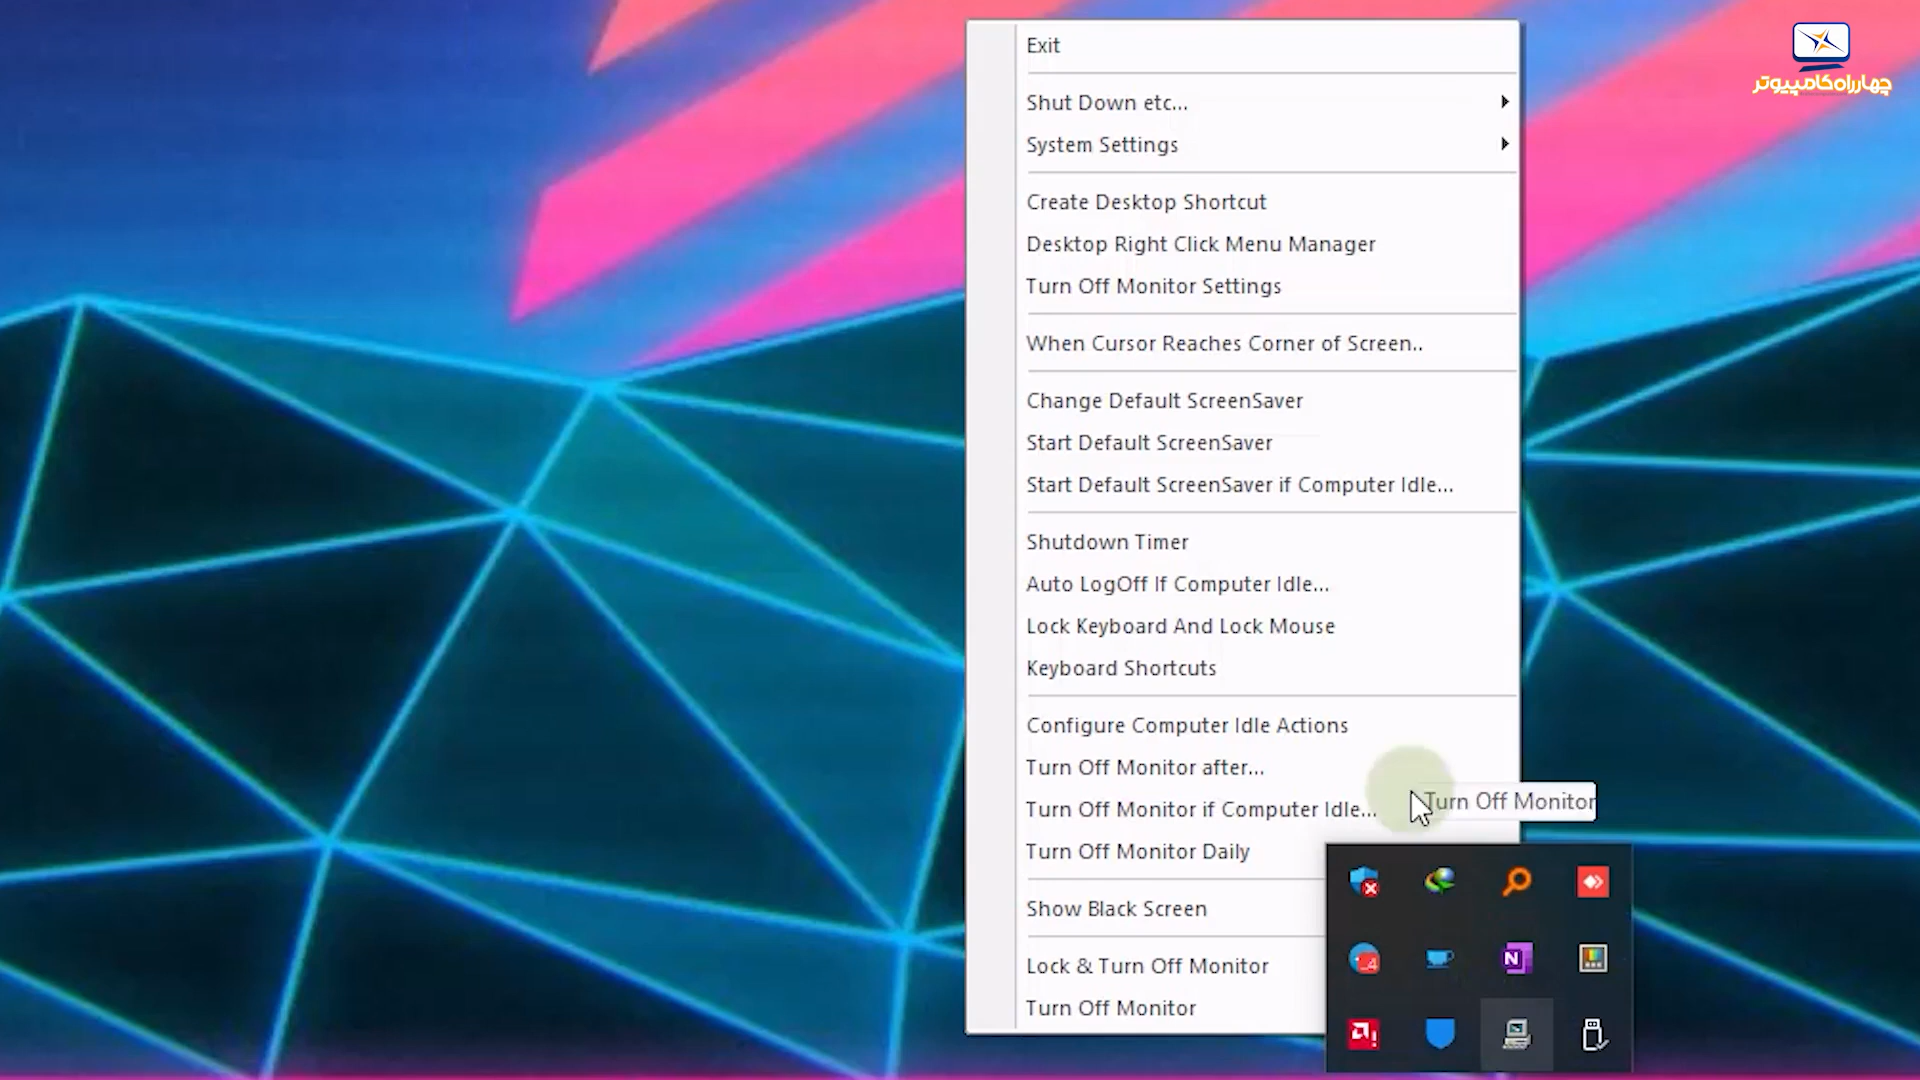 چهارراه کامپیوتر
Exit
Shut Down etc...
System Settings
Create Desktop Shortcut
Desktop Right Click Menu Manager
Turn Off Monitor Settings
When Cursor Reaches Corner of Screen..
Change Default ScreenSaver
Start Default ScreenSaver
Start Default ScreenSaver if Computer Idle...
Shutdown Timer
Auto LogOff If Computer Idle...
Lock Keyboard And Lock Mouse
Keyboard Shortcuts
Configure Computer Idle Actions
Turn Off Monitor after...
Turn Off Monitor if Computer Idle...
Turn Off Monitor
Turn Off Monitor Daily
Show Black Screen
Lock & Turn Off Monitor
Turn Off Monitor